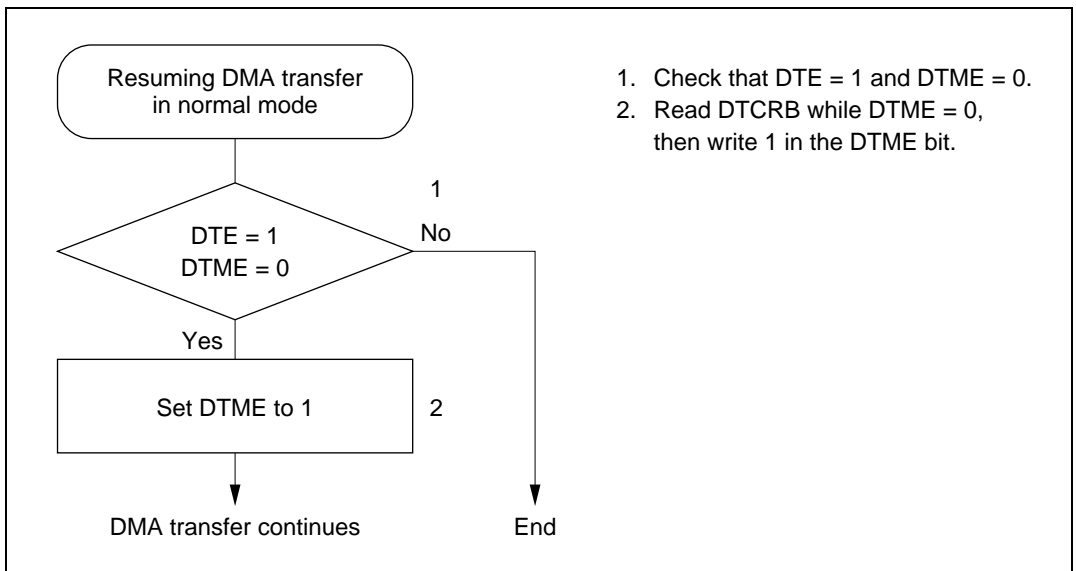 Resuming DMA transfer
in normal mode
1. Check that DTE = 1 and DTME = 0.
2. Read DTCRB while DTME = 0,
then write 1 in the DTME bit.
1
DTE = 1
DTME = 0
No
Yes
Set DTME to 1
2
DMA transfer continues
End